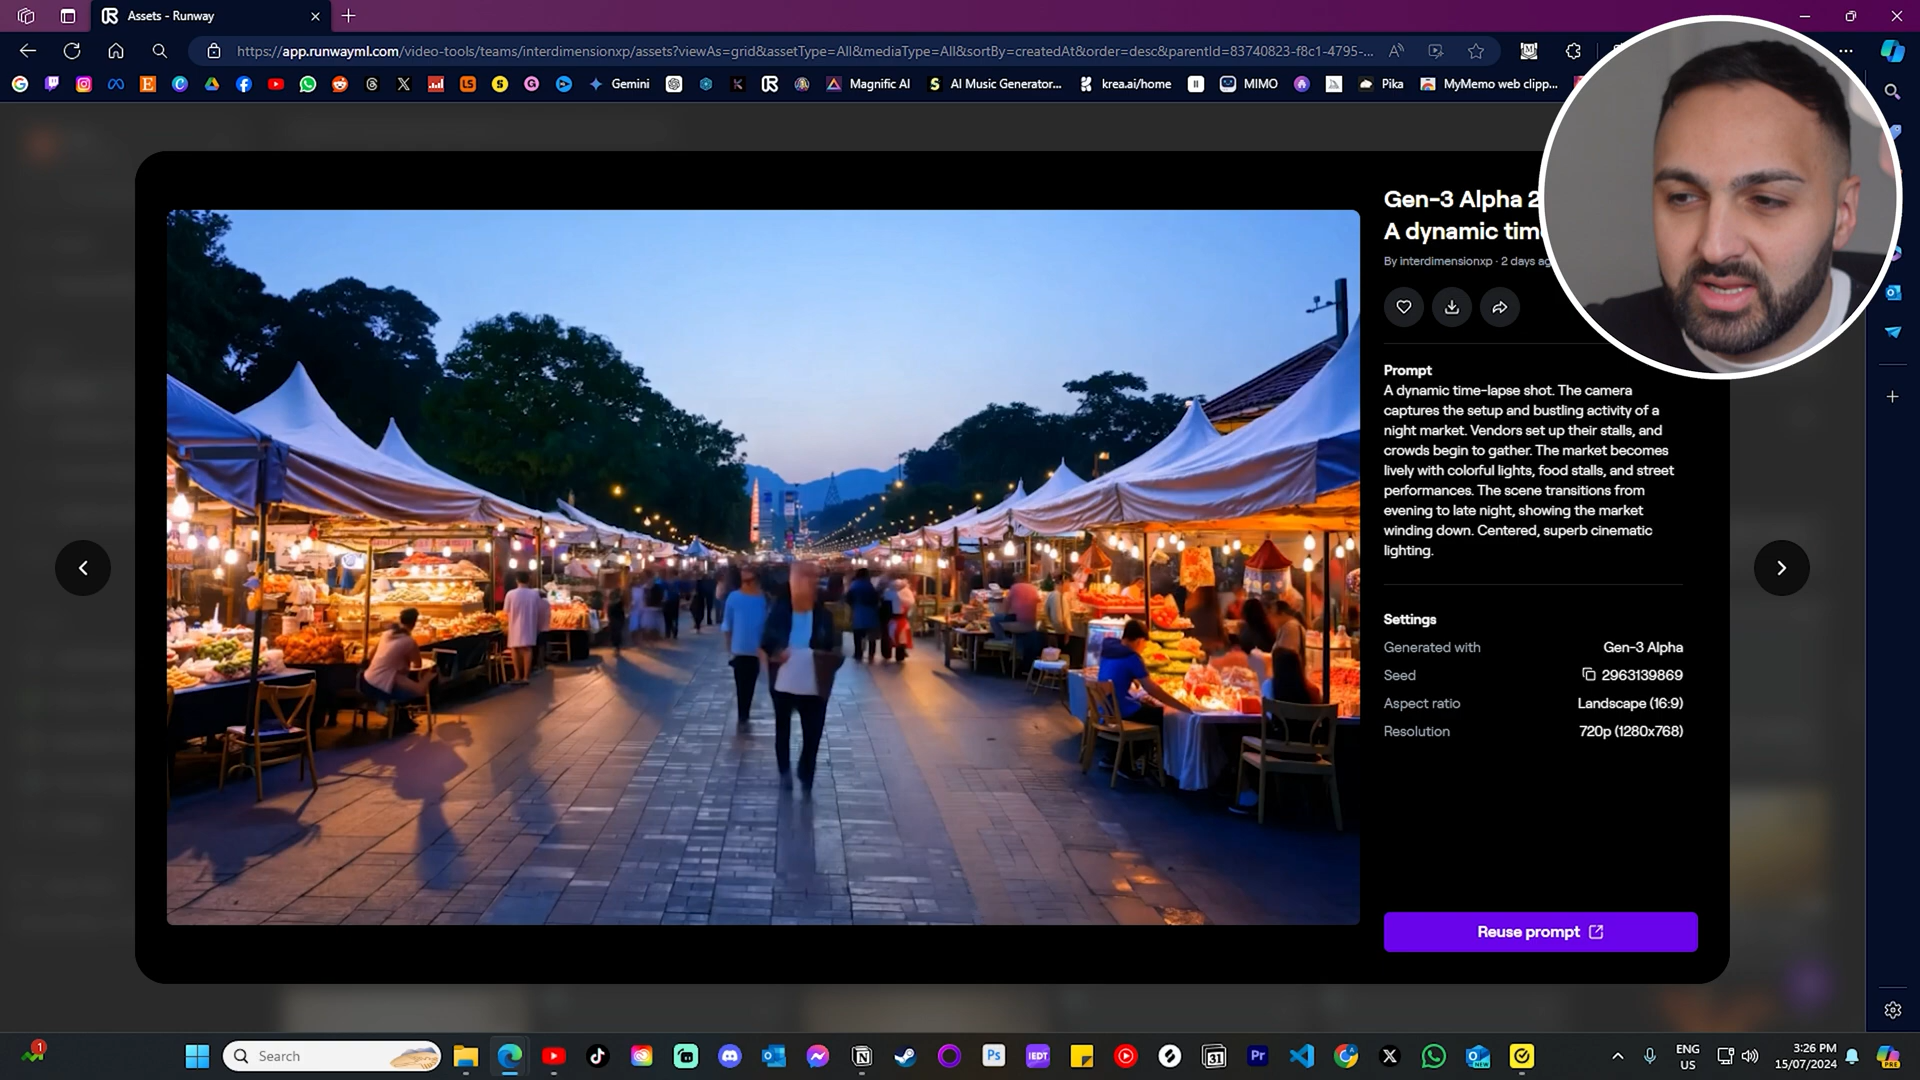 Assets - Runway
https://app.runwayml.com/video-tools/teams/interdimensionxp/assets?viewAs=grid&assetType=All&mediaType=All&sortBy=createdAt&order=desc&parentId=83740823-f8c1-4795-...
Gemini
Magnific AI
AI Music Generator...
krea.ai/home
MIMO
Pika
MyMemo web clipp...
Gen-3 Alpha 2
A dynamic
By interdimensionxp · 2 days
Prompt
A dynamic time-lapse shot. The camera
captures the setup and bustling activity of a
night market. Vendors set up their stalls, and
crowds begin to gather. The market becomes
lively with colorful lights, food stalls, and street
performances. The scene transitions from
evening to late night, showing the market
winding down. Centered, superb cinematic
lighting.
Settings
Generated with
Gen-3 Alpha
Seed
2963139869
Aspect ratio
Landscape (16:9)
Resolution
720p (1280x768)
Reuse prompt
1
Search
Ps
IEDT
31
Pr
ENG
US
3:26 PM
15/07/2024